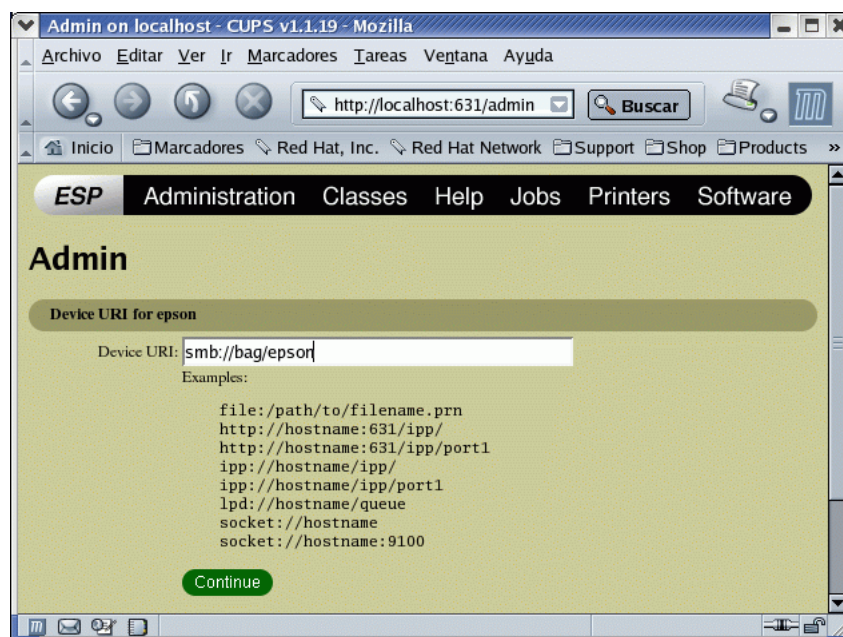 Admin on localhost - CUPS v1.1.19 - Mozilla
Archivo Editar Ver Ir Marcadores Tareas Ventana Ayuda
http://localhost:631/admin Buscar
Inicio Marcadores Red Hat, Inc. Red Hat Network Support Shop Products »
ESP Administration Classes Help Jobs Printers Software
Admin
Device URI for epson
Device URI: smb://bag/epson
Examples:
file:/path/to/filename.prn
http://hostname:631/ipp/
http://hostname:631/ipp/port1
ipp://hostname/ipp/
ipp://hostname/ipp/port1
lpd://hostname/queue
socket://hostname
socket://hostname:9100
Continue